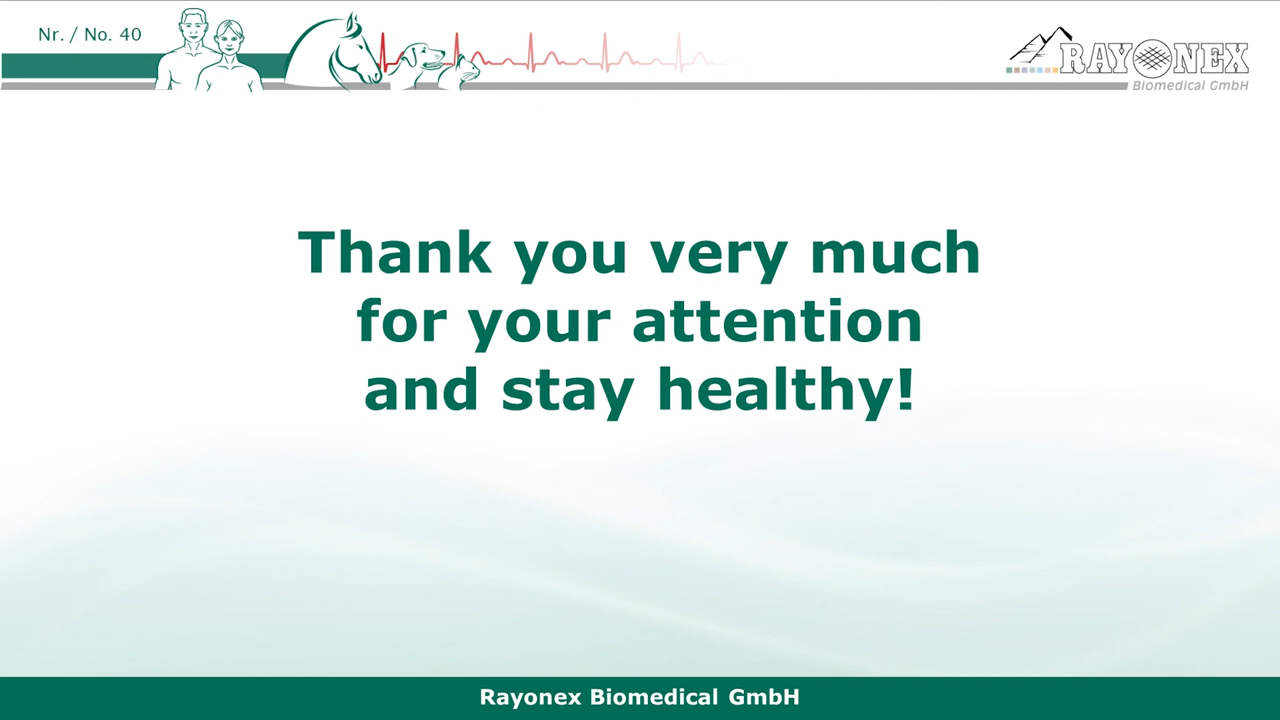 Nr. / No. 40
RAYONEX
Biomedical GmbH
Thank you very much
for your attention
and stay healthy!
Rayonex Biomedical GmbH